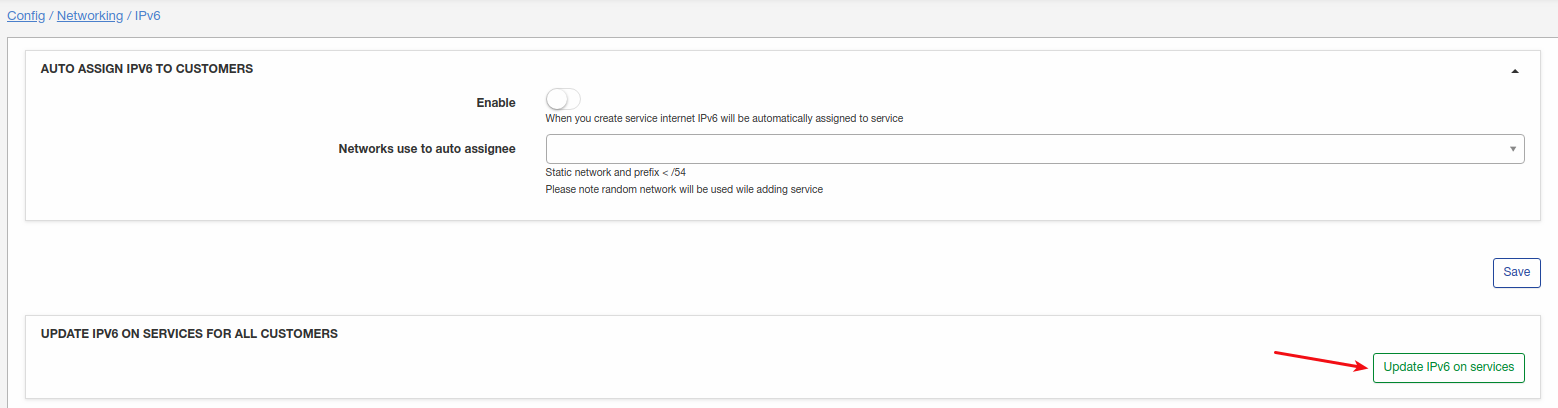 Config / Networking / IPv6
AUTO ASSIGN IPV6 TO CUSTOMERS
Enable
When you create service internet IPv6 will be automatically assigned to service
Networks use to auto assignee
Static network and prefix < /54
Please note random network will be used wile adding service
Save
UPDATE IPV6 ON SERVICES FOR ALL CUSTOMERS
Update IPv6 on services